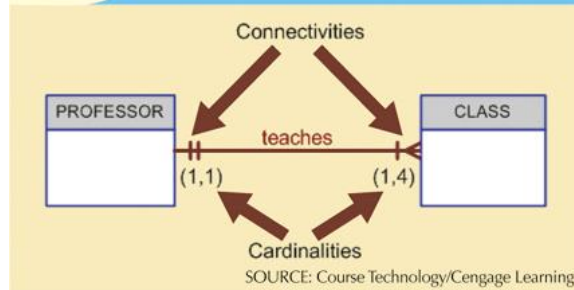 Connectivities
PROFESSOR
teaches
CLASS
(1,1)
(1,4)
Cardinalities
SOURCE: Course Technology/Cengage Learning